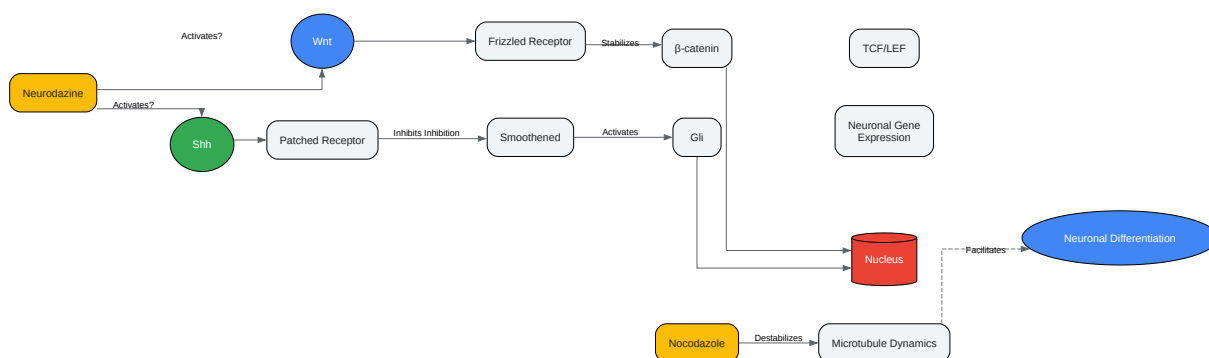 Activates?
Wnt
Frizzled Receptor
Stabilizes
β-catenin
TCF/LEF
Neurodazine
Activates?
Shh
Patched Receptor
Inhibits Inhibition
Smoothened
Activates
Gli
Neuronal Gene
Expression
Nucleus
Facilitates
Neuronal Differentiation
Nocodazole
Destabilizes
Microtubule Dynamics